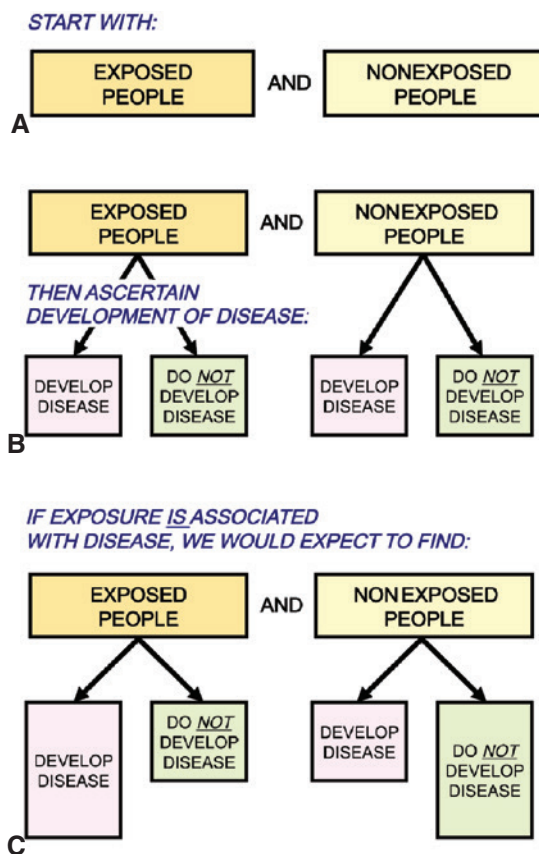 START WITH:
EXPOSED
PEOPLE
AND
NONEXPOSED
PEOPLE
A
EXPOSED
PEOPLE
AND
NONEXPOSED
PEOPLE
THEN ASCERTAIN
DEVELOPMENT OF DISEASE:
DEVELOP
DISEASE
DO NOT
DEVELOP
DISEASE
DEVELOP
DISEASE
DO NOT
DEVELOP
DISEASE
B
IF EXPOSURE IS ASSOCIATED
WITH DISEASE, WE WOULD EXPECT TO FIND:
EXPOSED
PEOPLE
AND
NONEXPOSED
PEOPLE
DEVELOP
DISEASE
DO NOT
DEVELOP
DISEASE
DEVELOP
DISEASE
DO NOT
DEVELOP
DISEASE
C